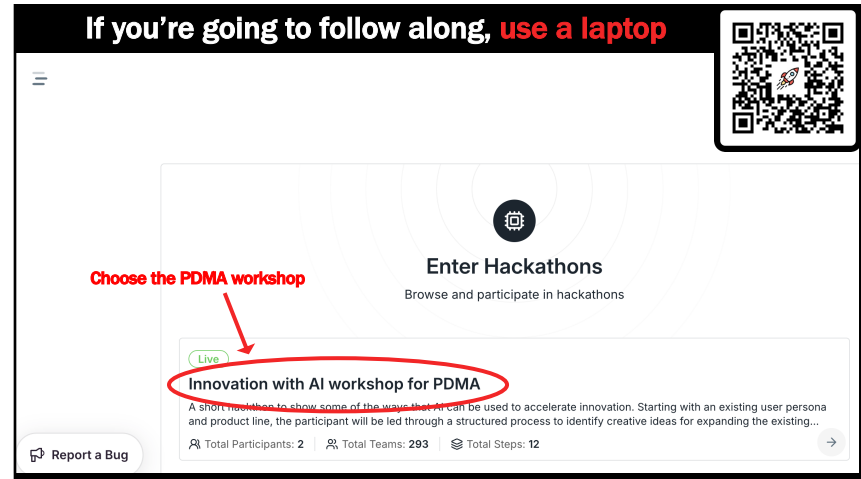 If you're going to follow along, use a laptop
Enter Hackathons
Browse and participate in hackathons
Choose the PDMA workshop
Live
Innovation with AI workshop for PDMA
A short hackthon to show some of the ways that AI can be used to accelerate innovation. Starting with an existing user persona
and product line, the participant will be led through a structured process to identify creative ideas for expanding the existing...
Total Participants: 2 Total Teams: 293 Total Steps: 12
Report a Bug